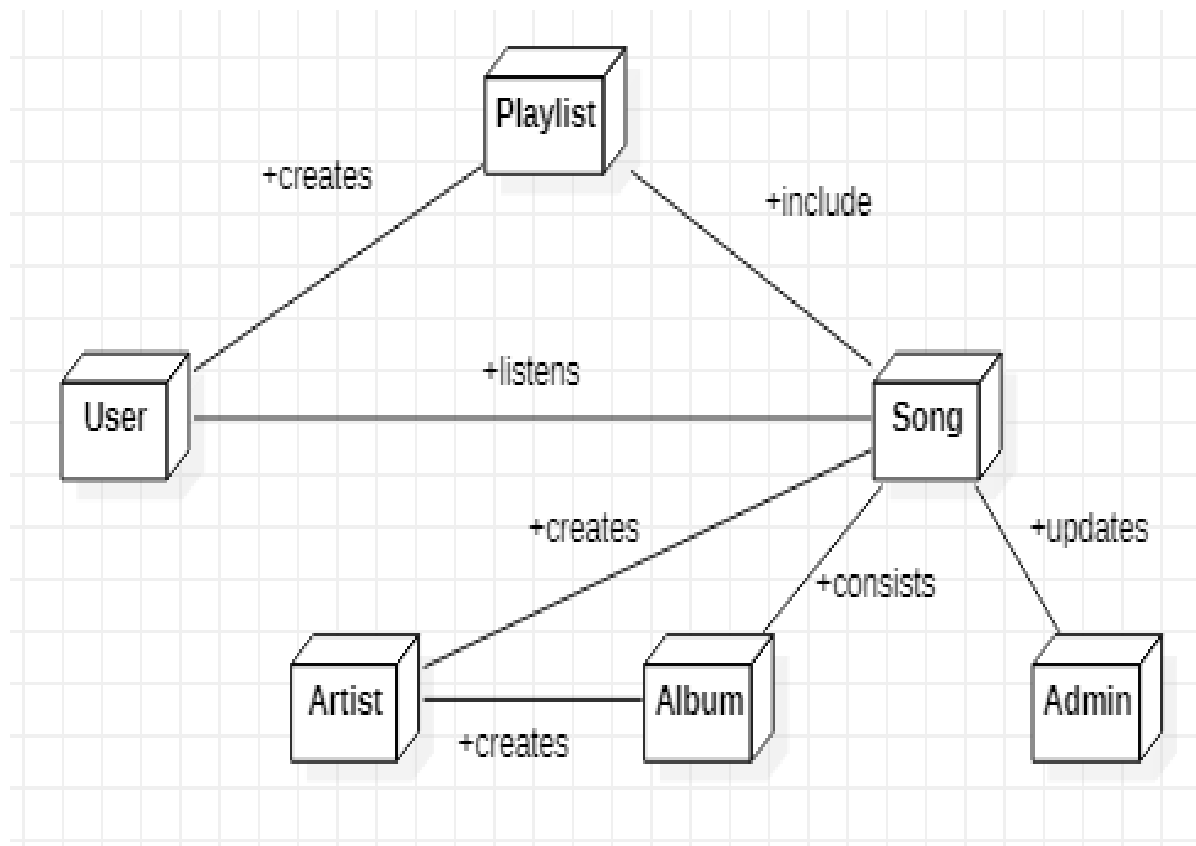 Playlist
+creates
+include
+listens
User
Song
+creates
+updates
+consists
Artist
Album
Admin
+creates